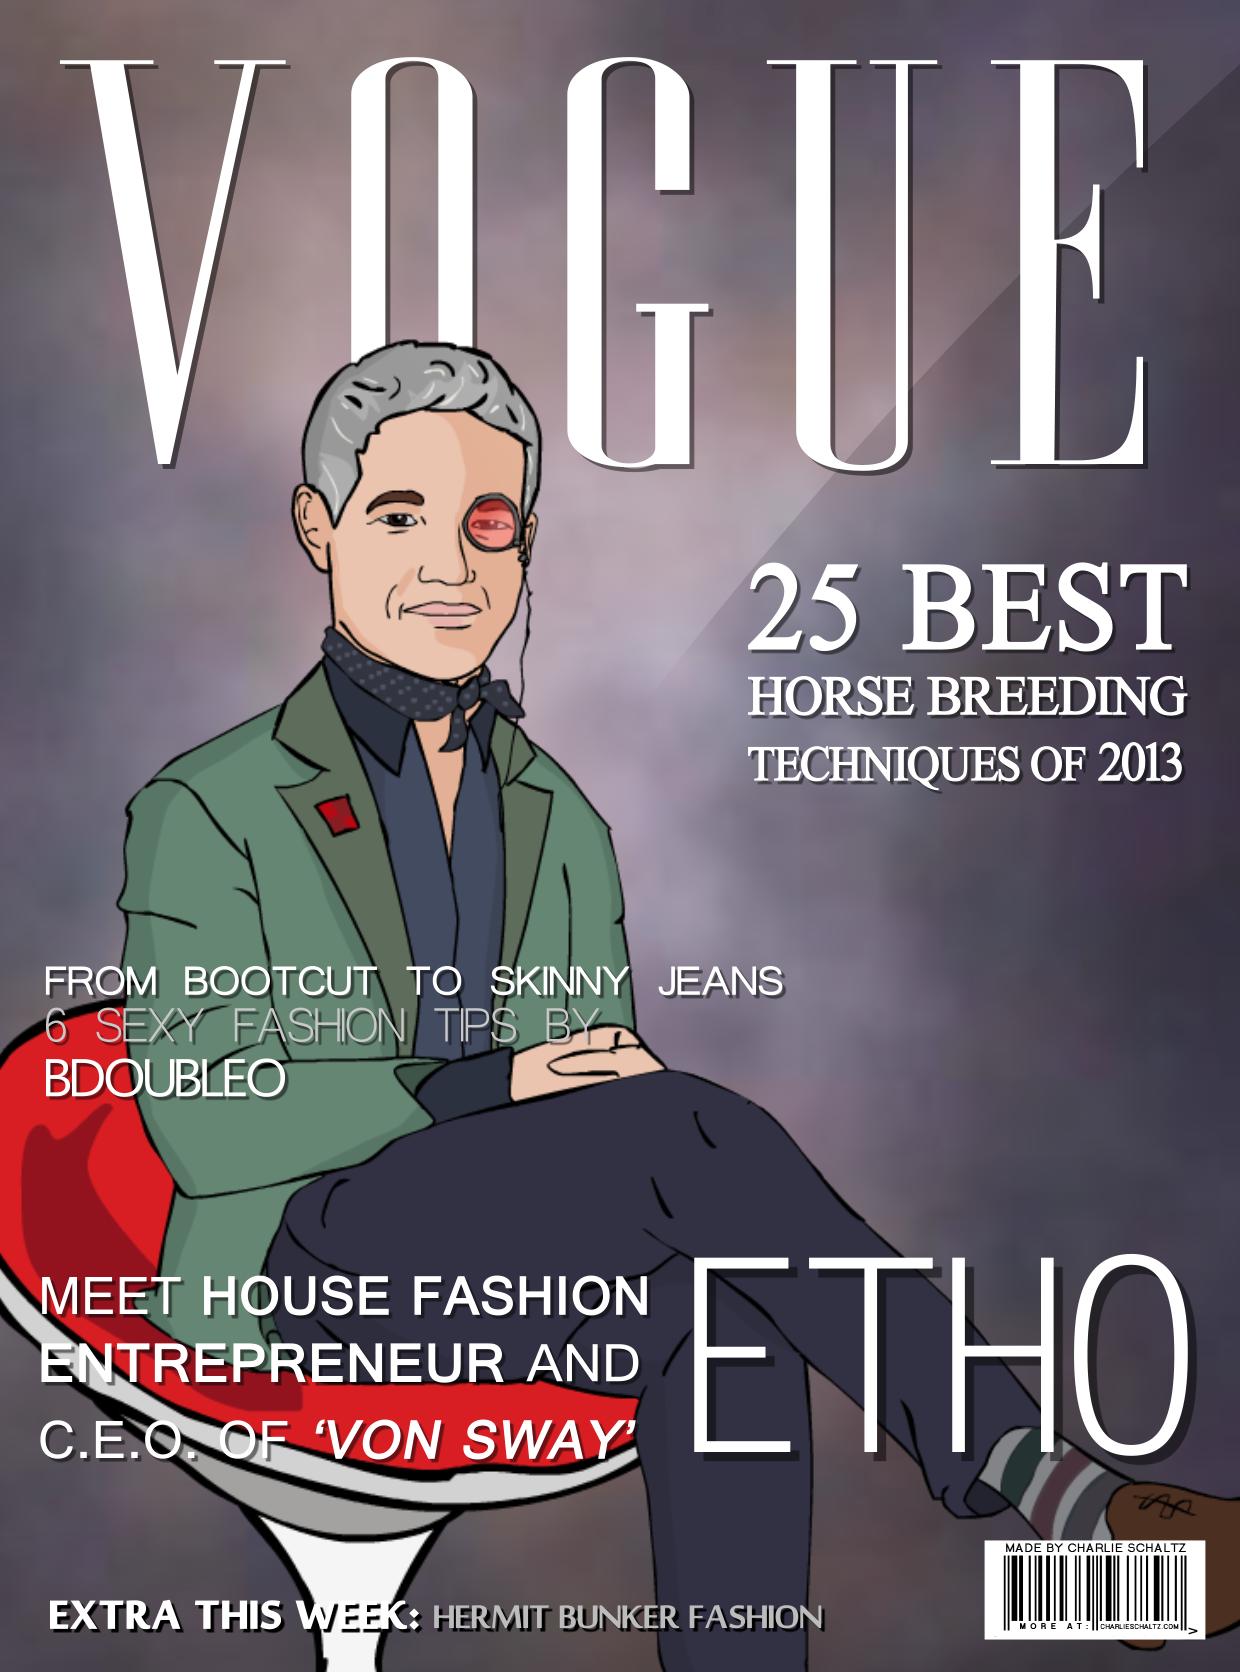 VOGUE
25 BEST
HORSE BREEDING
TECHNIQUES OF 2013
FROM BOOTCUT TO SKINNY JEANS
6 SEXY FASHION TIPS BY
BDOUBLEO
MEET HOUSE FASHION
ENTREPRENEUR AND
C.E.O. OF ‘VON SWAY’
ETHO
EXTRA THIS WEEK: HERMIT BUNKER FASHION
MADE BY CHARLIE SCHALTZ
MORE AT: CHARLIESCHALTZ.COM >